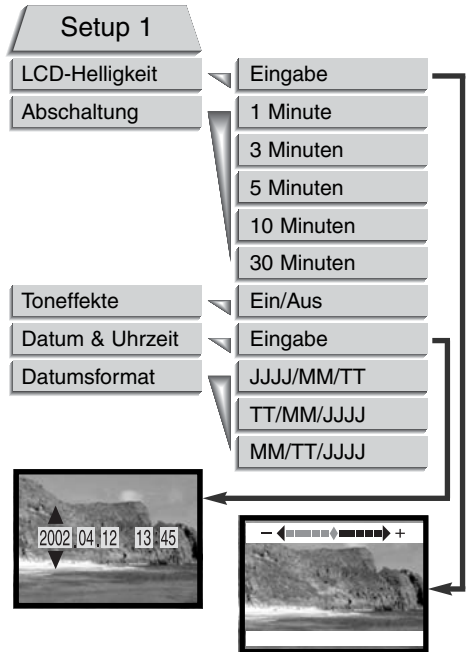 Setup 1
LCD-Helligkeit
Eingabe
Abschaltung
1 Minute
3 Minuten
5 Minuten
10 Minuten
30 Minuten
Toneffekte
Ein/Aus
Datum & Uhrzeit
Eingabe
Datumsformat
JJJJ/MM/TT
TT/MM/JJJJ
MM/TT/JJJJ
2002.04.12 13:45
− +